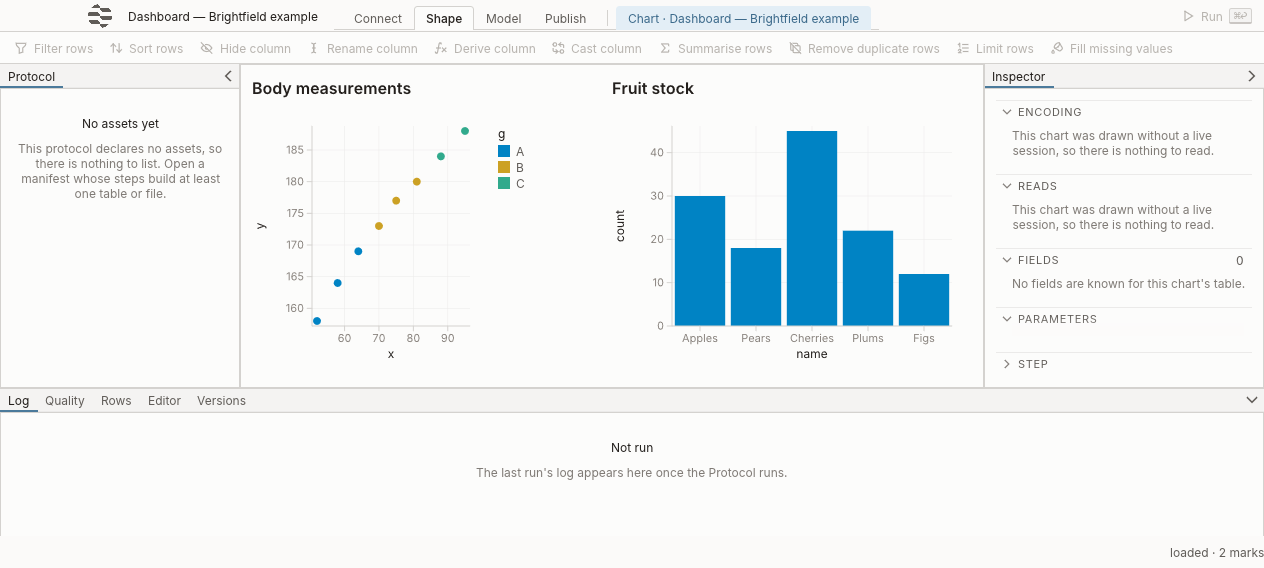 Dashboard — Brightfield example
Connect
Shape
Model
Publish
Chart · Dashboard — Brightfield example
Run
⌘⏎
Filter rows
Sort rows
Hide column
Rename column
Derive column
Cast column
Summarise rows
Remove duplicate rows
Limit rows
Fill missing values
Protocol
No assets yet
This protocol declares no assets, so
there is nothing to list. Open a
manifest whose steps build at least
one table or file.
Body measurements
y
185
180
175
170
165
160
60 70 80 90
x
g
A
B
C
Fruit stock
count
40
30
20
10
0
Apples Pears Cherries Plums Figs
name
Inspector
ENCODING
This chart was drawn without a live
session, so there is nothing to read.
READS
This chart was drawn without a live
session, so there is nothing to read.
FIELDS 0
No fields are known for this chart's table.
PARAMETERS
STEP
Log
Quality
Rows
Editor
Versions
Not run
The last run's log appears here once the Protocol runs.
loaded · 2 marks